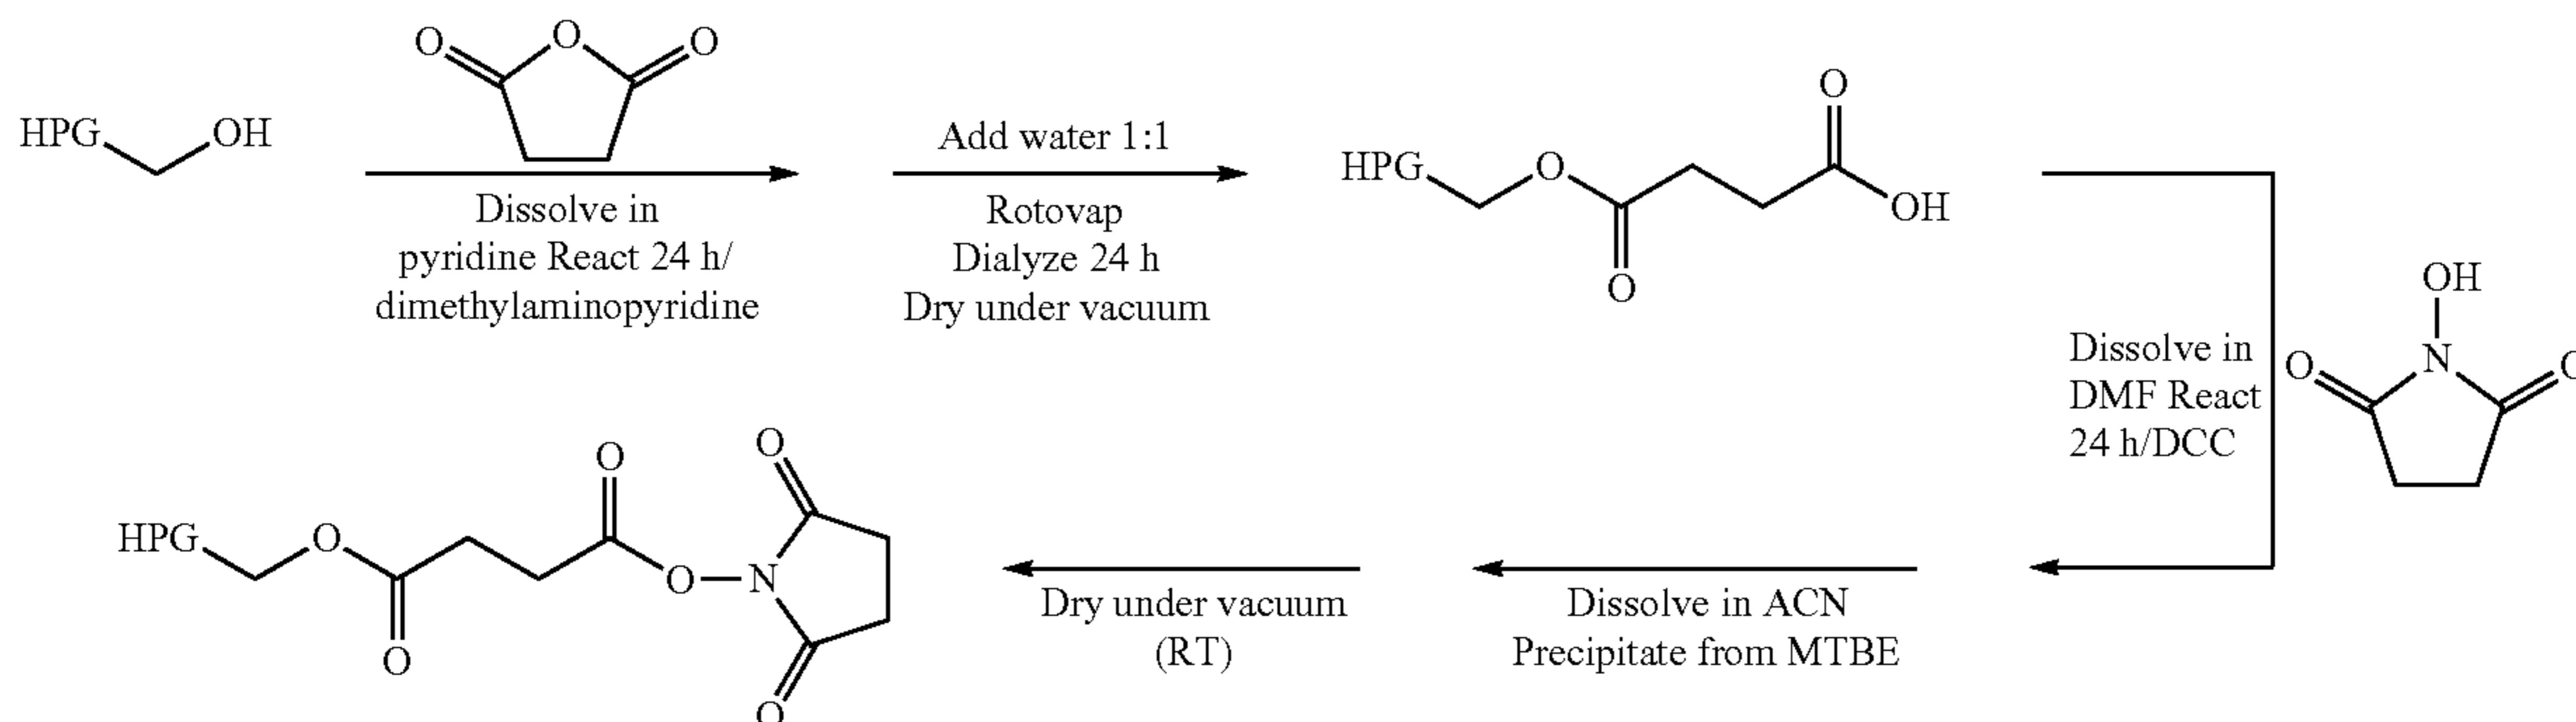 O O O
HPG OH
Dissolve in
pyridine React 24 h/
dimethylaminopyridine
Add water 1:1
Rotovap
Dialyze 24 h
Dry under vacuum
O
HPG O
OH
O
OH
N
O O
Dissolve in
DMF React
24 h/DCC
Dissolve in ACN
Precipitate from MTBE
Dry under vacuum
(RT)
O
O
HPG O
O N
O
O